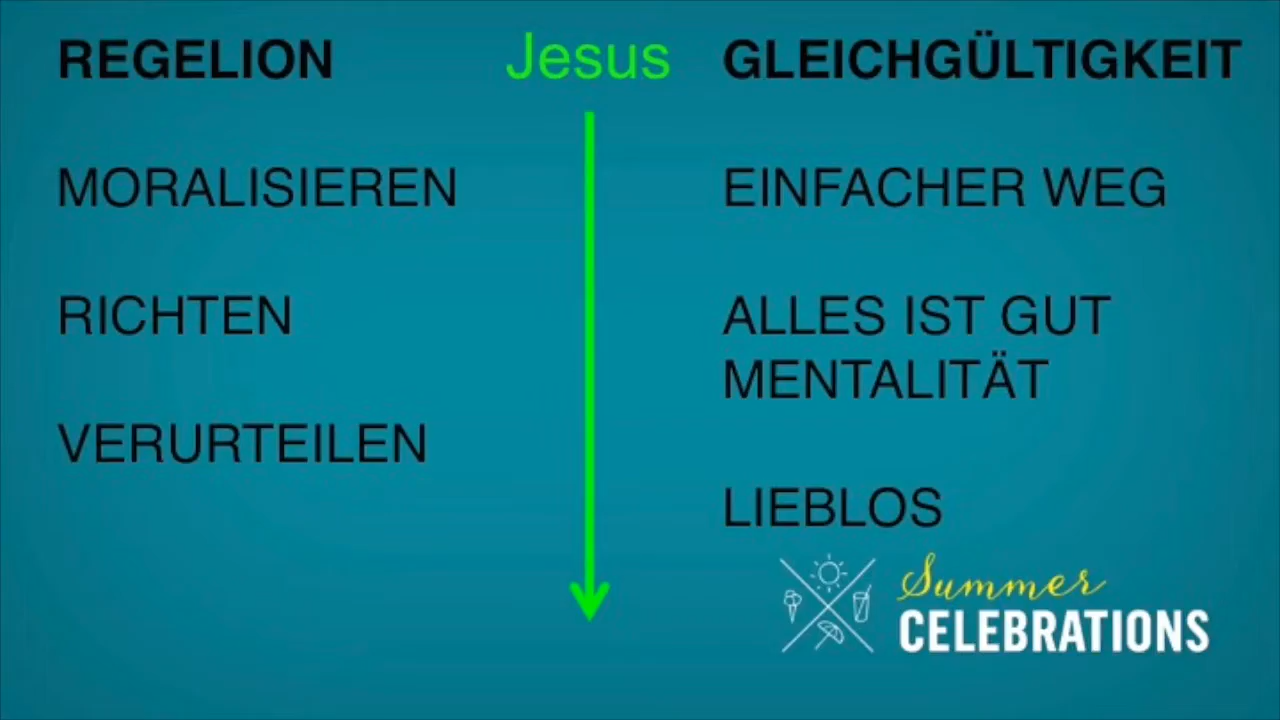 REGELION
MORALISIEREN
RICHTEN
VERURTEILEN
Jesus
GLEICHGÜLTIGKEIT
EINFACHER WEG
ALLES IST GUT
MENTALITÄT
LIEBLOS
Summer
CELEBRATIONS